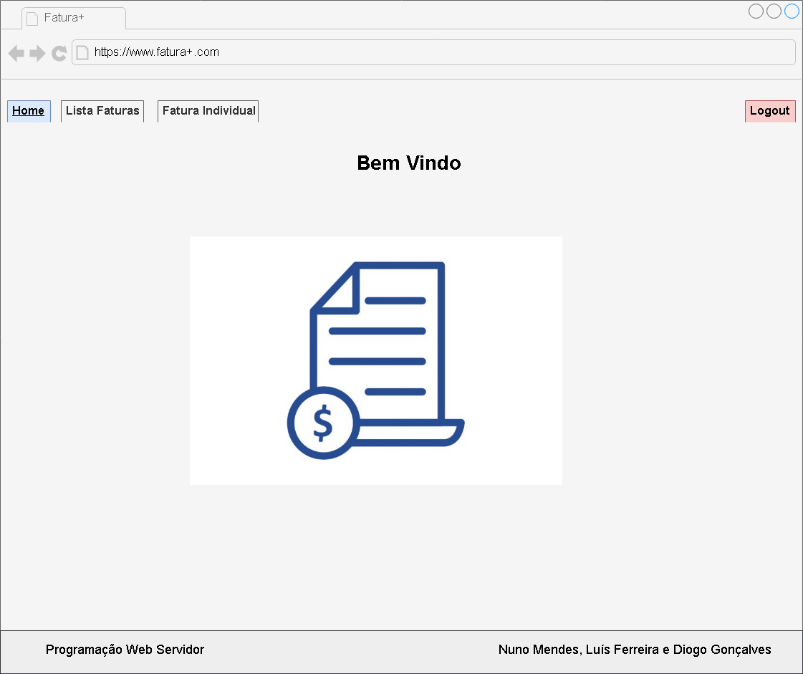 Fatura+
https://www.fatura+.com
Home Lista Faturas Fatura Individual Logout
Bem Vindo
$
Programação Web Servidor Nuno Mendes, Luís Ferreira e Diogo Gonçalves